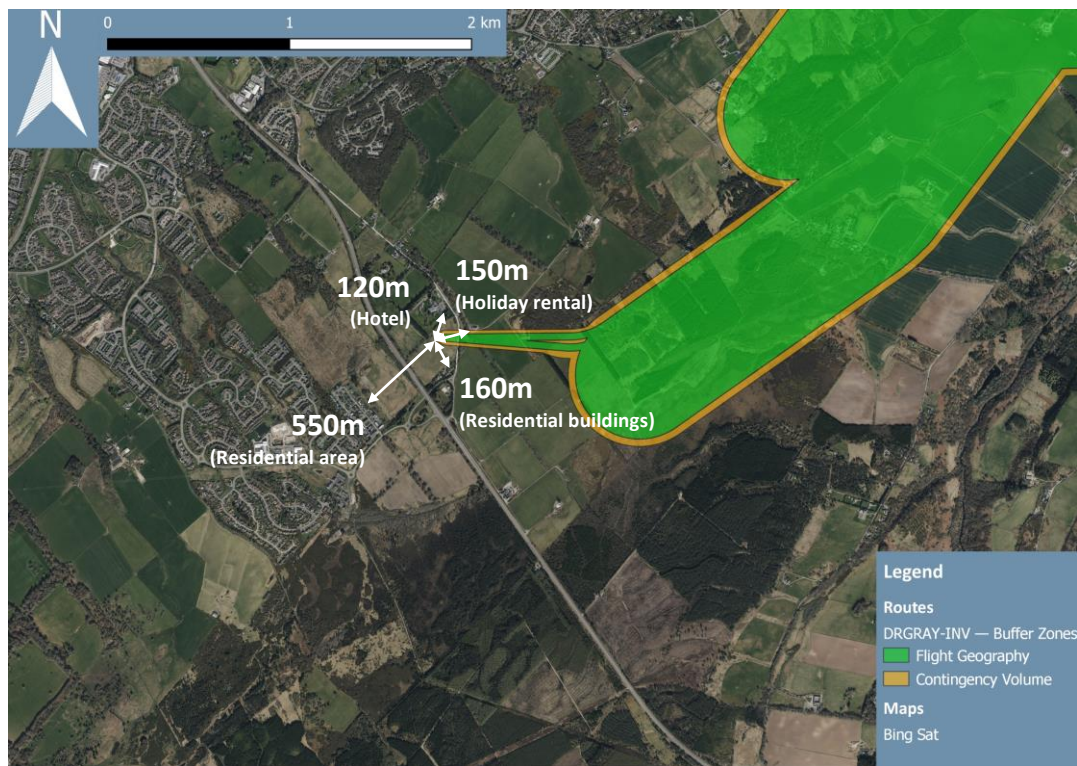 N
0 1 2 km
150m
(Holiday rental)
120m
(Hotel)
160m
(Residential buildings)
550m
(Residential area)
Legend
Routes
DRGRAY-INV — Buffer Zones
Flight Geography
Contingency Volume
Maps
Bing Sat